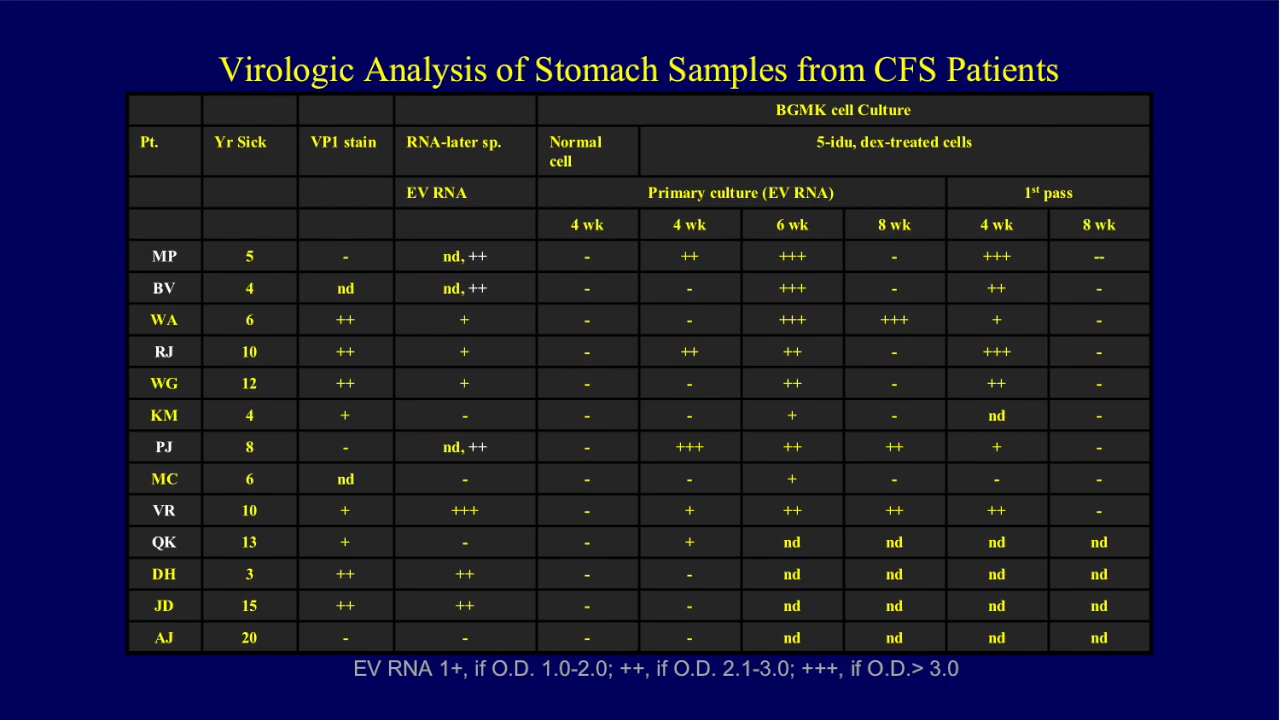 Virologic Analysis of Stomach Samples from CFS Patients
BGMK cell Culture
Pt. Yr Sick VP1 stain RNA-later sp. Normal cell 5-idu, dex-treated cells
EV RNA Primary culture (EV RNA) 1st pass
4 wk 4 wk 6 wk 8 wk 4 wk 8 wk
MP 5 - nd, ++ - ++ +++ - +++ --
BV 4 nd nd, ++ - - +++ - ++ -
WA 6 ++ + - - +++ +++ + -
RJ 10 ++ + - ++ ++ - +++ -
WG 12 ++ + - - ++ - ++ -
KM 4 + - - - + - nd -
PJ 8 - nd, ++ - +++ ++ ++ + -
MC 6 nd - - - + - - -
VR 10 + +++ - + ++ ++ ++ -
QK 13 + - - + nd nd nd nd
DH 3 ++ ++ - - nd nd nd nd
JD 15 ++ ++ - - nd nd nd nd
AJ 20 - - - - nd nd nd nd
EV RNA 1+, if O.D. 1.0-2.0; ++, if O.D. 2.1-3.0; +++, if O.D.> 3.0